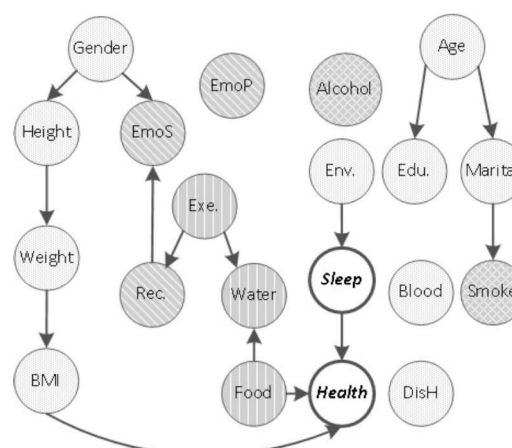 Gender
Age
EmoP
Alcohol
Height
EmoS
Env.
Edu.
Marita
Exe.
Weight
Rec.
Water
Sleep
Blood
Smoke
BMI
Food
Health
DisH